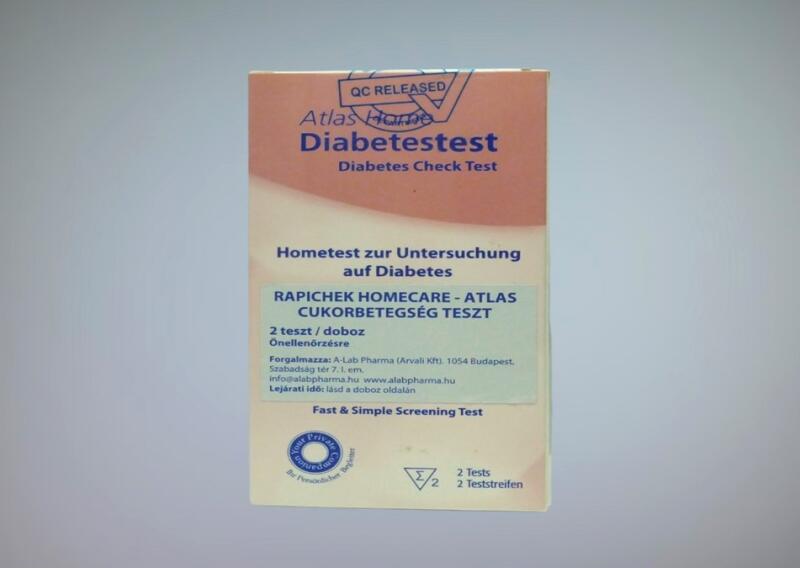 QC RELEASED
Atlas Home
Diabetestest
Diabetes Check Test
Hometest zur Untersuchung
auf Diabetes
RAPICHEK HOMECARE - ATLAS
CUKORBETEGSÉG TESZT
2 teszt / doboz
Önellenőrzésre
Forgalmazza: A-Lab Pharma (Arvali Kft). 1054 Budapest,
Szabadság tér 7. I. em.
info@alabpharma.hu www.alabpharma.hu
Lejárati idő: lásd a doboz oldalán
Fast & Simple Screening Test
Your Private Companion
Ihr Persönlicher Begleiter
Σ 2
2 Tests
2 Teststreifen